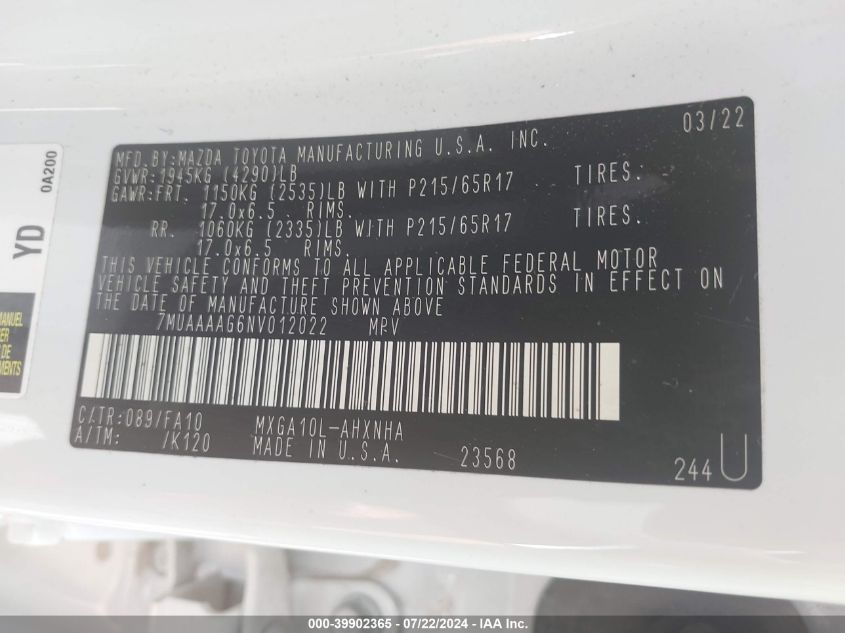 03/22
MFD.BY:MAZDA TOYOTA MANUFACTURING U.S.A. INC.
GVWR:1945KG (4290)LB
GAWR:FRT. 1150KG (2535)LB WITH P215/65R17 TIRES.
17.0x6.5 RIMS.
RR. 1060KG (2335)LB WITH P215/65R17 TIRES.
17.0x6.5 RIMS.
THIS VEHICLE CONFORMS TO ALL APPLICABLE FEDERAL MOTOR
VEHICLE SAFETY AND THEFT PREVENTION STANDARDS IN EFFECT ON
THE DATE OF MANUFACTURE SHOWN ABOVE
7MUAAAAG6NV012022 MPV
C/TR:089/FA10 MXGA10L-AHXNHA
A/TM: /K120 MADE IN U.S.A. 23568
244 U
0A200
YD
MANUEL
ER
DE
MENTS
000-39902365 - 07/22/2024 - IAA Inc.